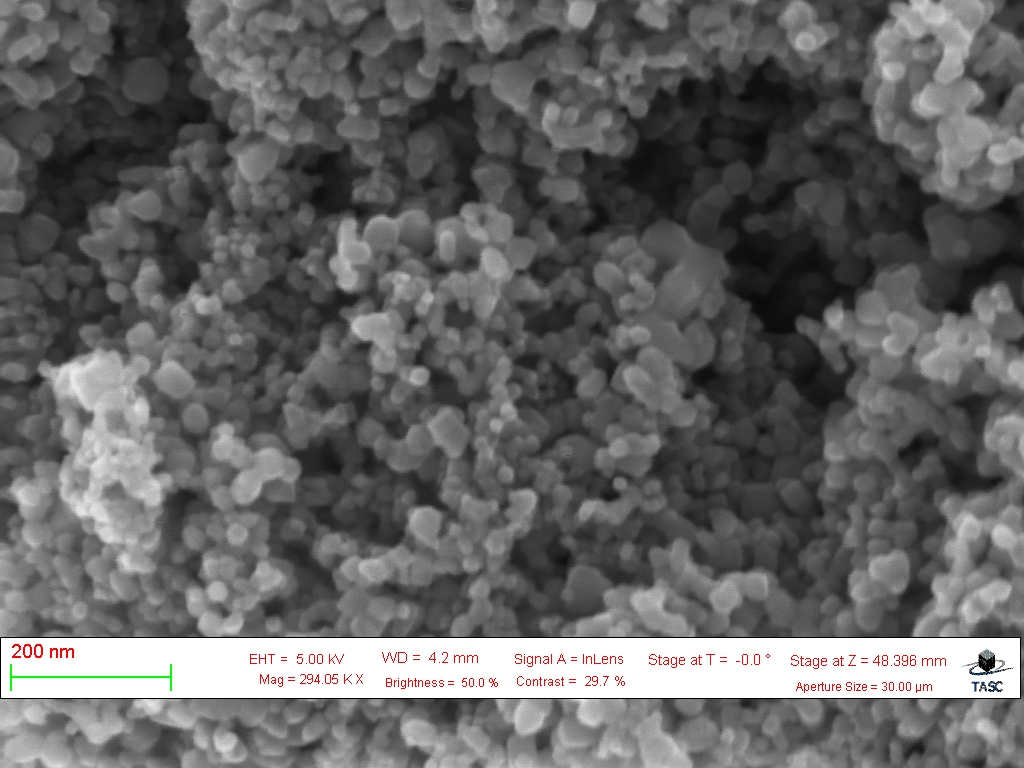 200 nm
EHT = 5.00 kV WD = 4.2 mm Signal A = InLens Stage at T = -0.0 ° Stage at Z = 48.396 mm
Mag = 294.05 K X Brightness = 50.0 % Contrast = 29.7 % Aperture Size = 30.00 µm
TASC